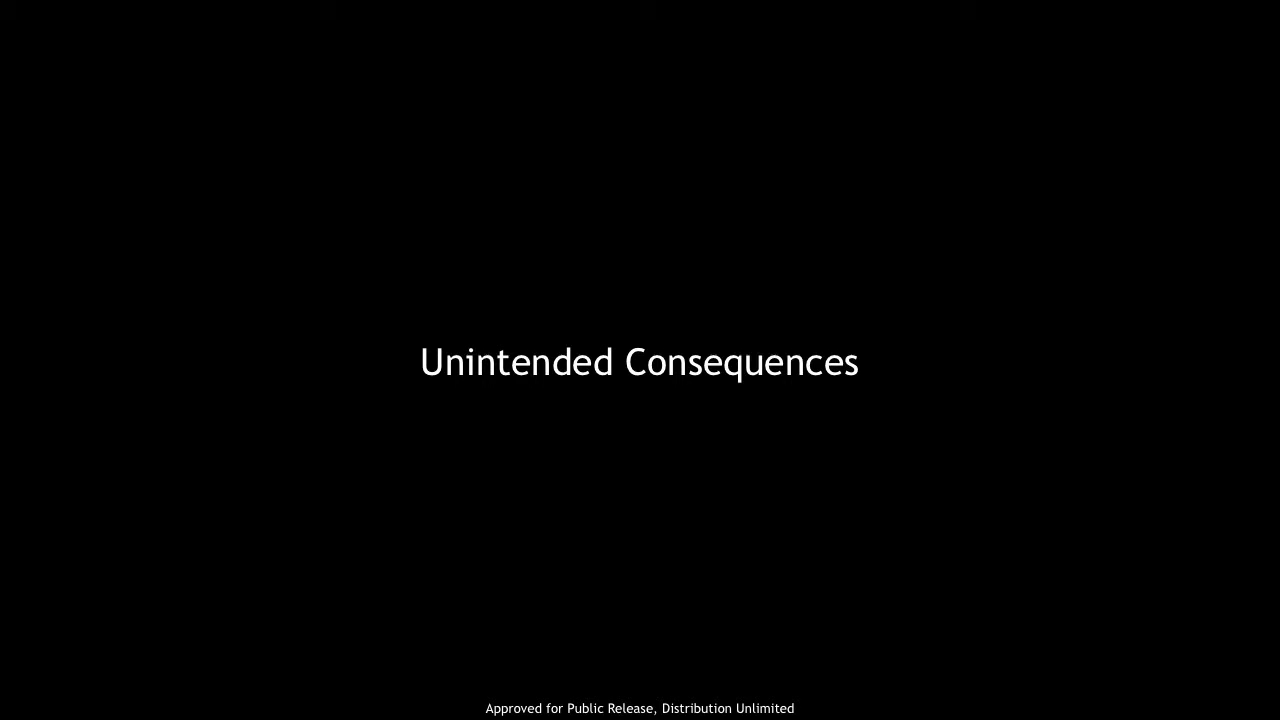 Unintended Consequences
Approved for Public Release, Distribution Unlimited